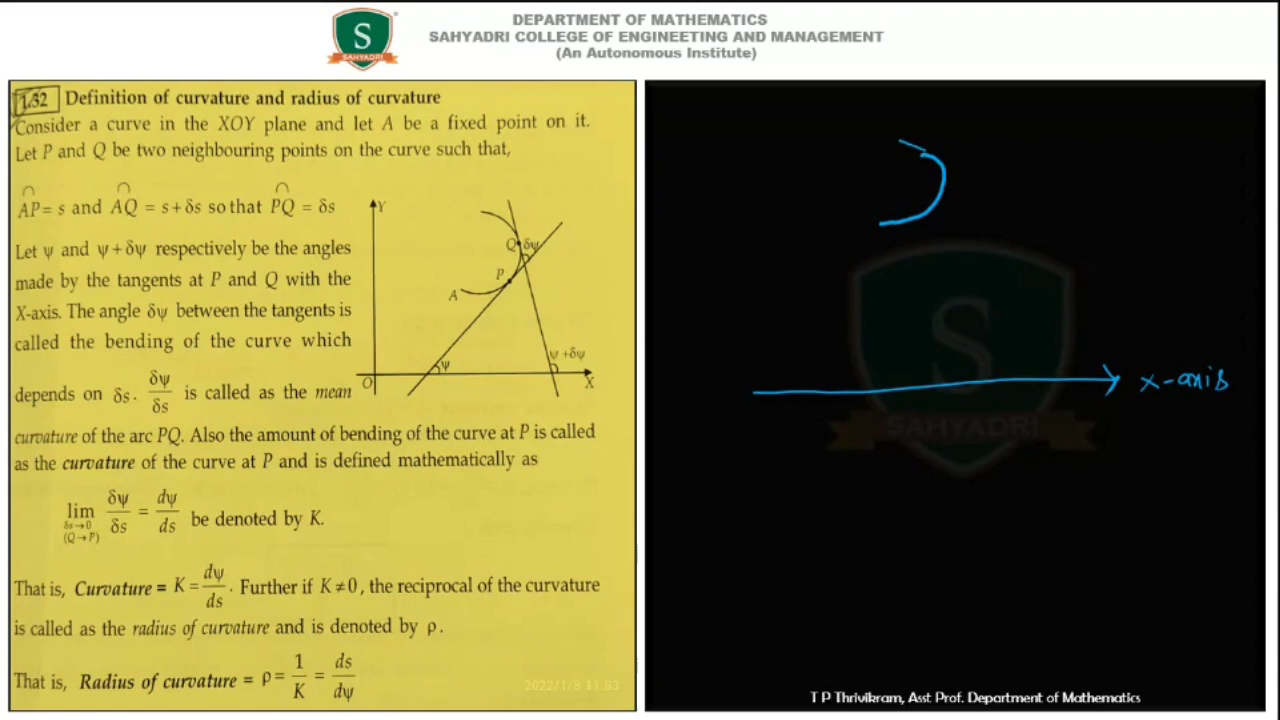 DEPARTMENT OF MATHEMATICS
SAHYADRI COLLEGE OF ENGINEETING AND MANAGEMENT
(An Autonomous Institute)
S
SAHYADRI
1.32 Definition of curvature and radius of curvature
Consider a curve in the XOY plane and let A be a fixed point on it.
Let P and Q be two neighbouring points on the curve such that,
⌒AP = s and ⌒AQ = s + δs so that ⌒PQ = δs
Let ψ and ψ + δψ respectively be the angles
made by the tangents at P and Q with the
X-axis. The angle δψ between the tangents is
called the bending of the curve which
depends on δs. δψ/δs is called as the mean
Y
Q δψ
P
A
ψ
ψ + δψ
O
X
curvature of the arc PQ. Also the amount of bending of the curve at P is called
as the curvature of the curve at P and is defined mathematically as
lim δs→0 (Q→P) δψ/δs = dψ/ds be denoted by K.
That is, Curvature = K = dψ/ds. Further if K ≠ 0, the reciprocal of the curvature
is called as the radius of curvature and is denoted by ρ.
That is, Radius of curvature = ρ = 1/K = ds/dψ
2022/1/8 11:03
x-axis
S
SAHYADRI
T P Thrivikram, Asst Prof. Department of Mathematics